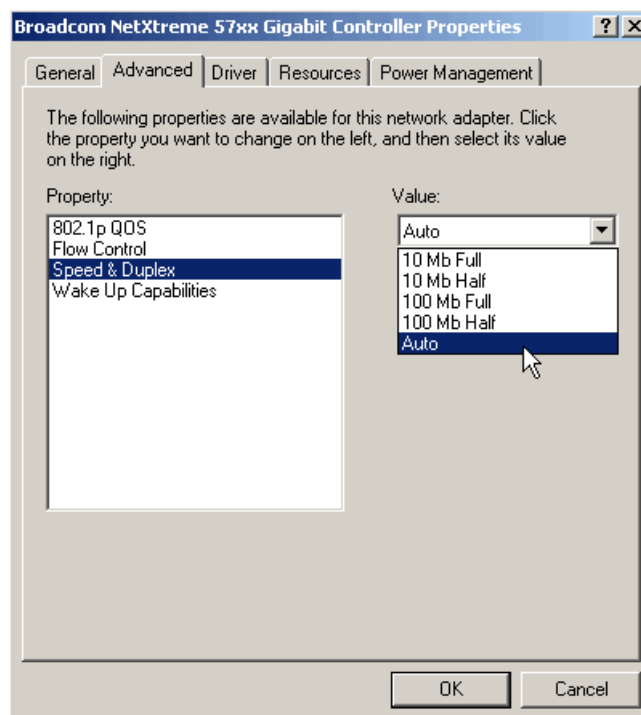 Broadcom NetXtreme 57xx Gigabit Controller Properties
General Advanced Driver Resources Power Management
The following properties are available for this network adapter. Click
the property you want to change on the left, and then select its value
on the right.
Property:
Value:
802.1p QOS
Flow Control
Speed & Duplex
Wake Up Capabilities
Auto
10 Mb Full
10 Mb Half
100 Mb Full
100 Mb Half
Auto
OK
Cancel